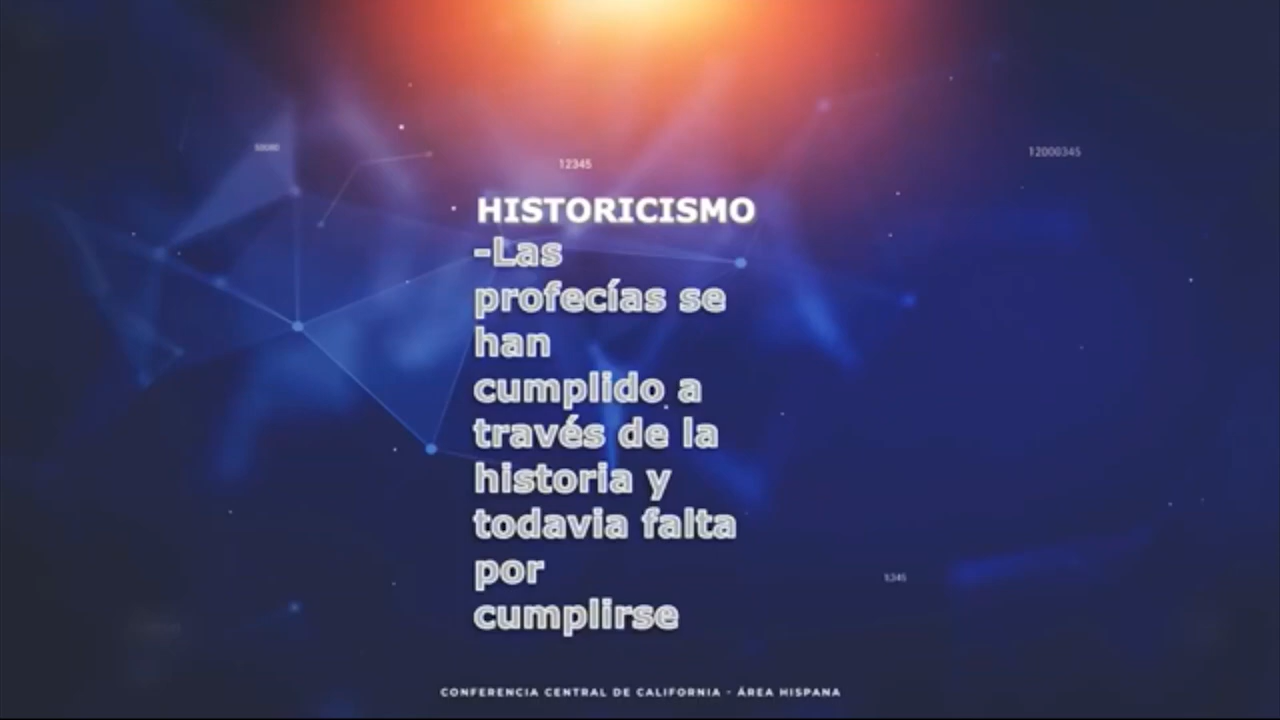 12345
12000345
HISTORICISMO
-Las
profecías se
han
cumplido a
través de la
historia y
todavia falta
por
cumplirse
CONFERENCIA CENTRAL DE CALIFORNIA - ÁREA HISPANA